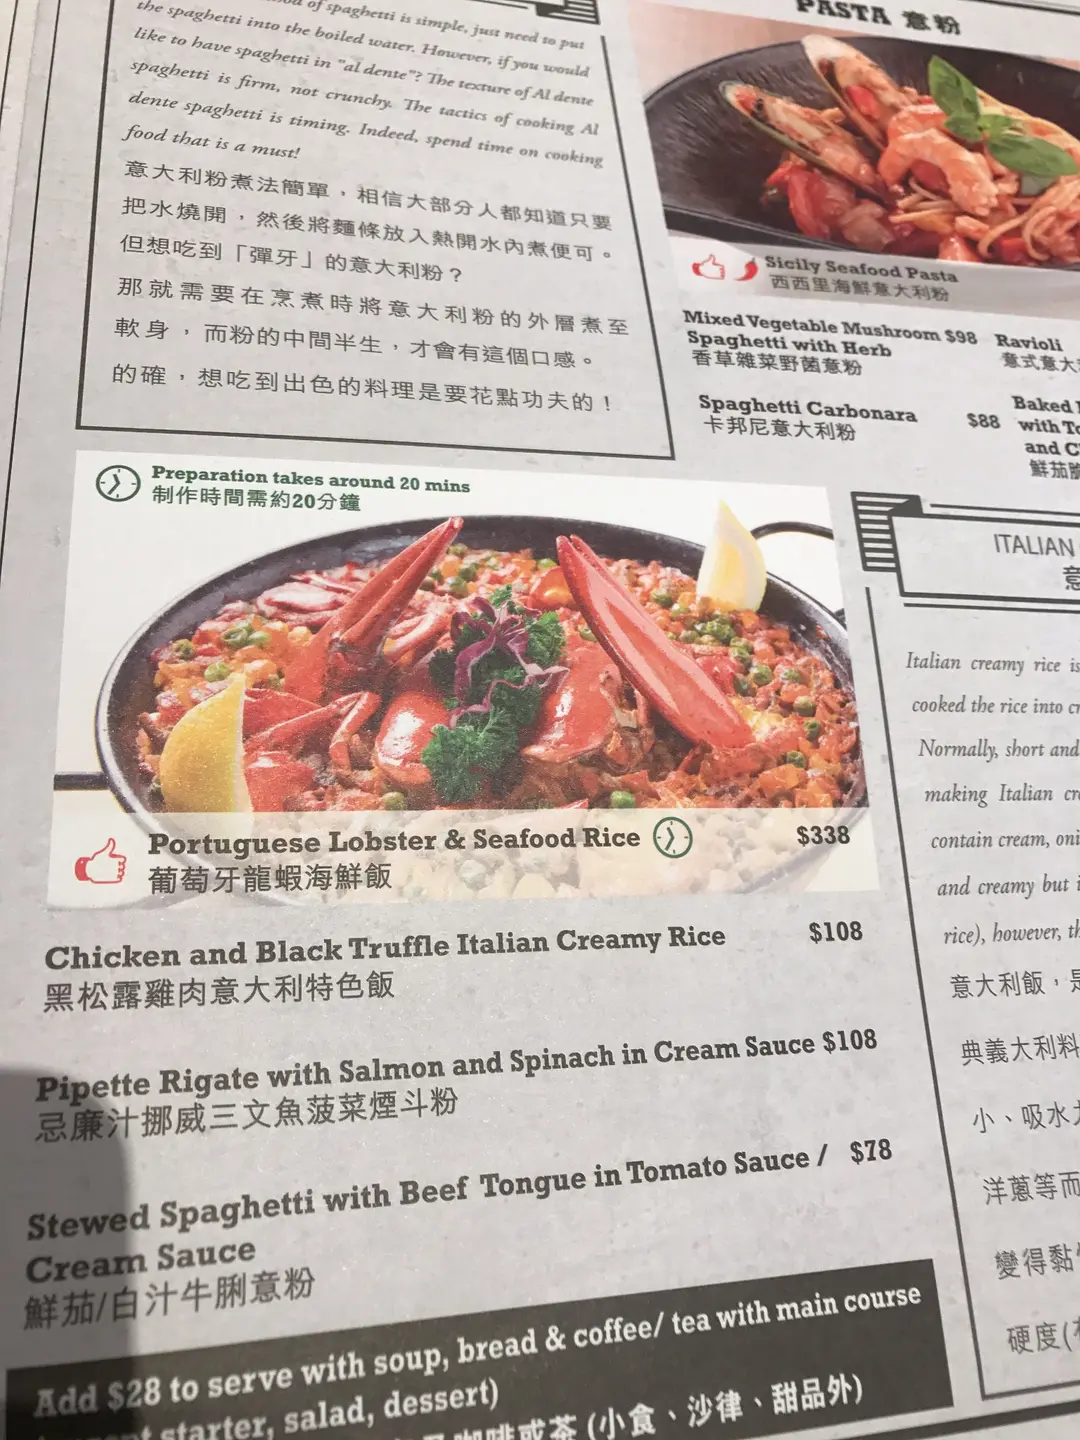 of spaghetti is simple, just need to put
the spaghetti into the boiled water. However, if you would
like to have spaghetti in "al dente"? The texture of Al dente
spaghetti is firm, not crunchy. The tactics of cooking Al
dente spaghetti is timing. Indeed, spend time on cooking
food that is a must!
意大利粉煮法簡單，相信大部分人都知道只要
把水燒開，然後將麵條放入熱開水內煮便可。
但想吃到「彈牙」的意大利粉？
那就需要在烹煮時將意大利粉的外層煮至
軟身，而粉的中間半生，才會有這個口感。
的確，想吃到出色的料理是要花點功夫的！
PASTA 意粉
Sicily Seafood Pasta
西西里海鮮意大利粉
Mixed Vegetable Mushroom $98
Spaghetti with Herb
香草雜菜野菌意粉
Ravioli
意式意大
Spaghetti Carbonara $88
卡邦尼意大利粉
Baked
with
and
鮮茄
Preparation takes around 20 mins
制作時間需約20分鐘
Portuguese Lobster & Seafood Rice $338
葡萄牙龍蝦海鮮飯
Chicken and Black Truffle Italian Creamy Rice $108
黑松露雞肉意大利特色飯
Pipette Rigate with Salmon and Spinach in Cream Sauce $108
忌廉汁挪威三文魚菠菜煙斗粉
Stewed Spaghetti with Beef Tongue in Tomato Sauce / $78
Cream Sauce
鮮茄/白汁牛脷意粉
Add $28 to serve with soup, bread & coffee/ tea with main course
starter, salad, dessert)
咖啡或茶 (小食、沙律、甜品外)
ITALIAN
意
Italian creamy rice is
cooked the rice into
Normally, short and
making Italian
contain cream,
and creamy but
rice), however,
意大利飯，是
典義大利料
小、吸水
洋蔥等而
變得黏
硬度(